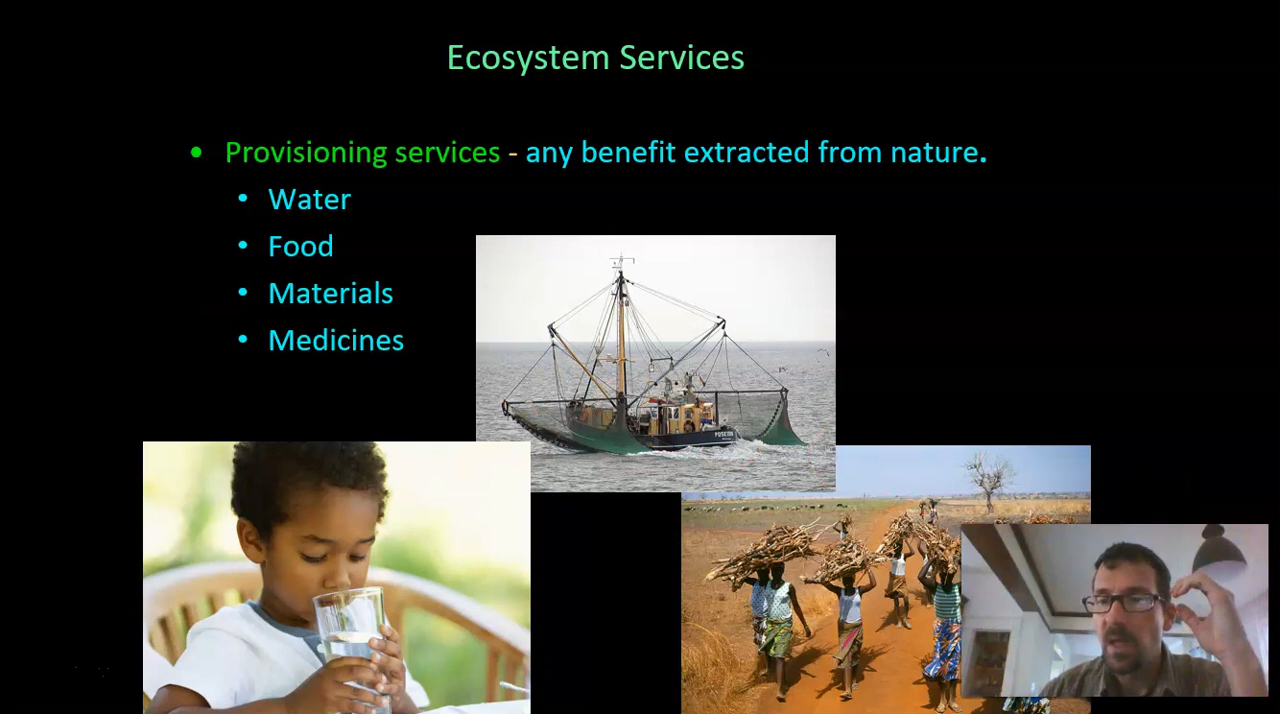 Ecosystem Services
• Provisioning services - any benefit extracted from nature.
• Water
• Food
• Materials
• Medicines